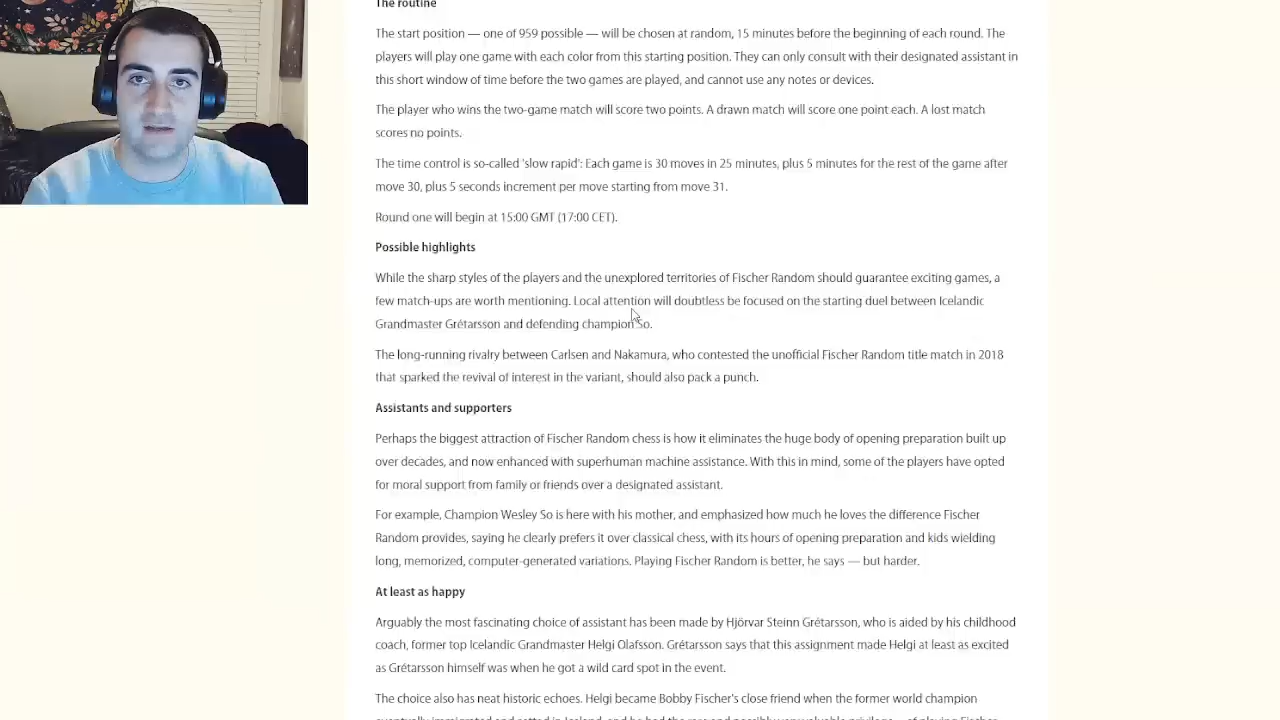 The routine
The start position — one of 959 possible — will be chosen at random, 15 minutes before the beginning of each round. The
players will play one game with each color from this starting position. They can only consult with their designated assistant in
this short window of time before the two games are played, and cannot use any notes or devices.
The player who wins the two-game match will score two points. A drawn match will score one point each. A lost match
scores no points.
The time control is so-called 'slow rapid': Each game is 30 moves in 25 minutes, plus 5 minutes for the rest of the game after
move 30, plus 5 seconds increment per move starting from move 31.
Round one will begin at 15:00 GMT (17:00 CET).
Possible highlights
While the sharp styles of the players and the unexplored territories of Fischer Random should guarantee exciting games, a
few match-ups are worth mentioning. Local attention will doubtless be focused on the starting duel between Icelandic
Grandmaster Grétarsson and defending champion So.
The long-running rivalry between Carlsen and Nakamura, who contested the unofficial Fischer Random title match in 2018
that sparked the revival of interest in the variant, should also pack a punch.
Assistants and supporters
Perhaps the biggest attraction of Fischer Random chess is how it eliminates the huge body of opening preparation built up
over decades, and now enhanced with superhuman machine assistance. With this in mind, some of the players have opted
for moral support from family or friends over a designated assistant.
For example, Champion Wesley So is here with his mother, and emphasized how much he loves the difference Fischer
Random provides, saying he clearly prefers it over classical chess, with its hours of opening preparation and kids wielding
long, memorized, computer-generated variations. Playing Fischer Random is better, he says — but harder.
At least as happy
Arguably the most fascinating choice of assistant has been made by Hjörvar Steinn Grétarsson, who is aided by his childhood
coach, former top Icelandic Grandmaster Helgi Olafsson. Grétarsson says that this assignment made Helgi at least as excited
as Grétarsson himself was when he got a wild card spot in the event.
The choice also has neat historic echoes. Helgi became Bobby Fischer's close friend when the former world champion